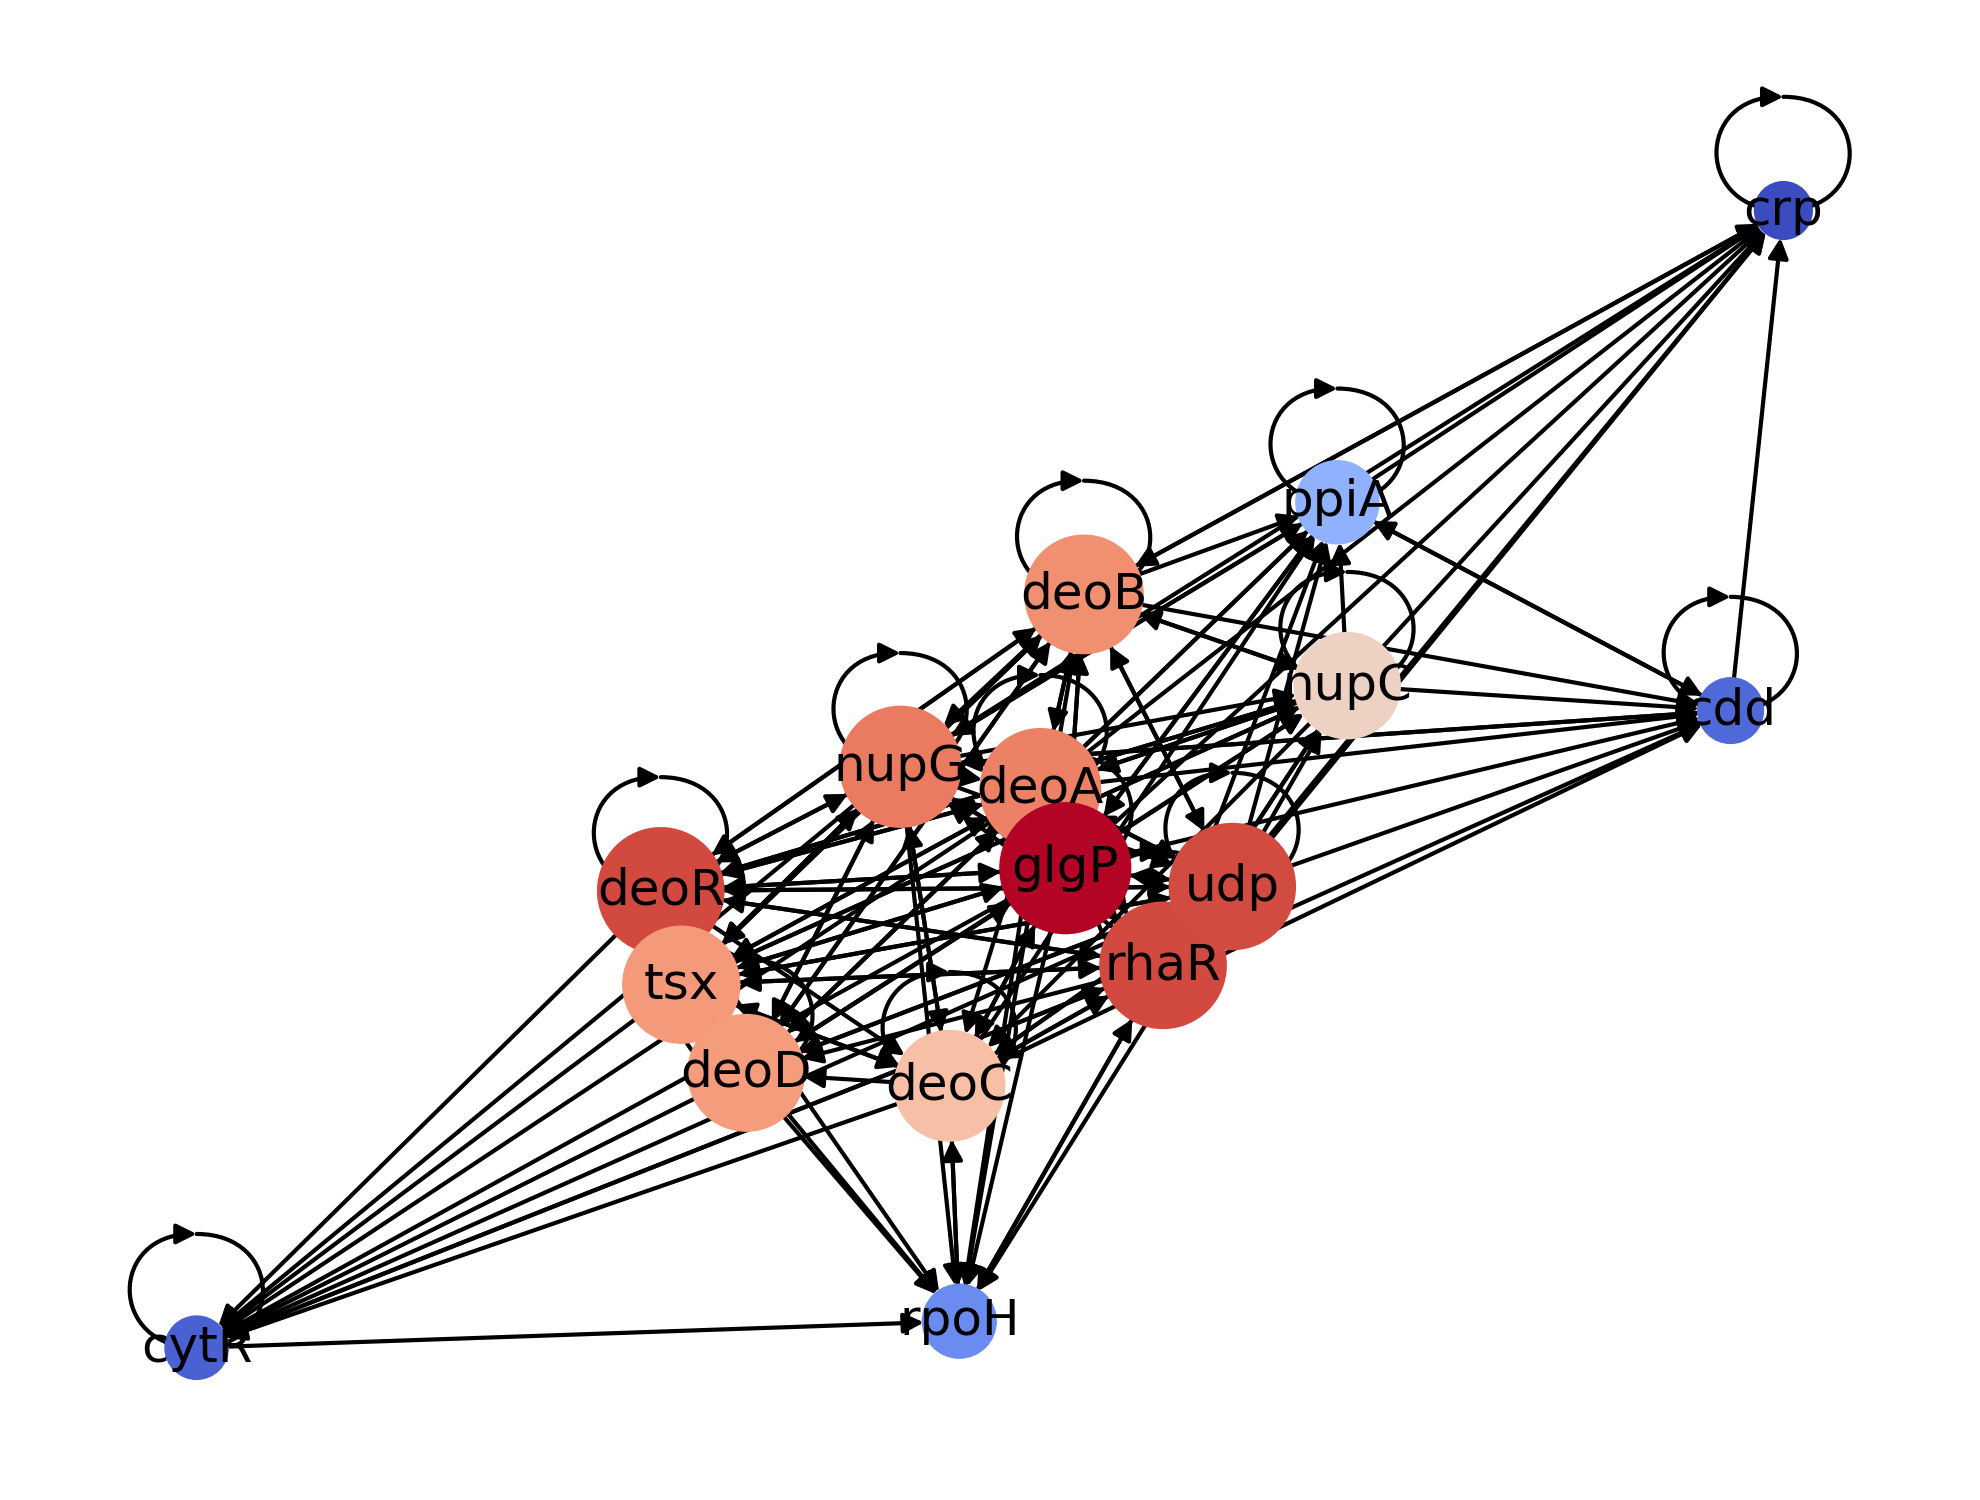 crp
ppiA
deoB
nupC
cdd
nupG
deoA
glgP
deoR
udp
rhaR
tsx
deoD
deoC
rpoH
cytR